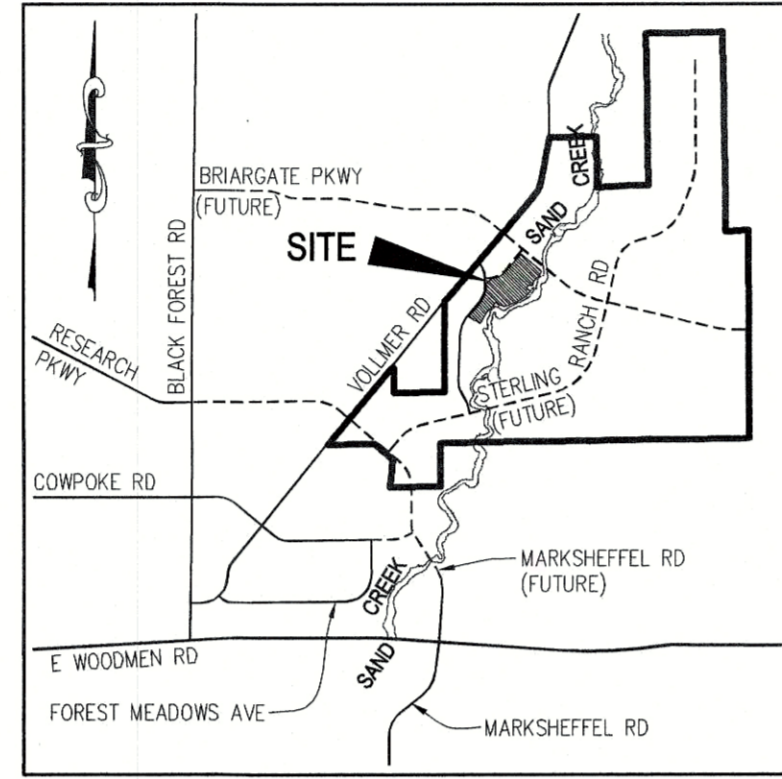 CREEK
SAND
BRIARGATE PKWY
(FUTURE)
SITE
BLACK FOREST RD
VOLLMER RD
RANCH RD
STERLING
(FUTURE)
RESEARCH
PKWY
COWPOKE RD
MARKSHEFFEL RD
(FUTURE)
CREEK
SAND
E WOODMEN RD
FOREST MEADOWS AVE
MARKSHEFFEL RD